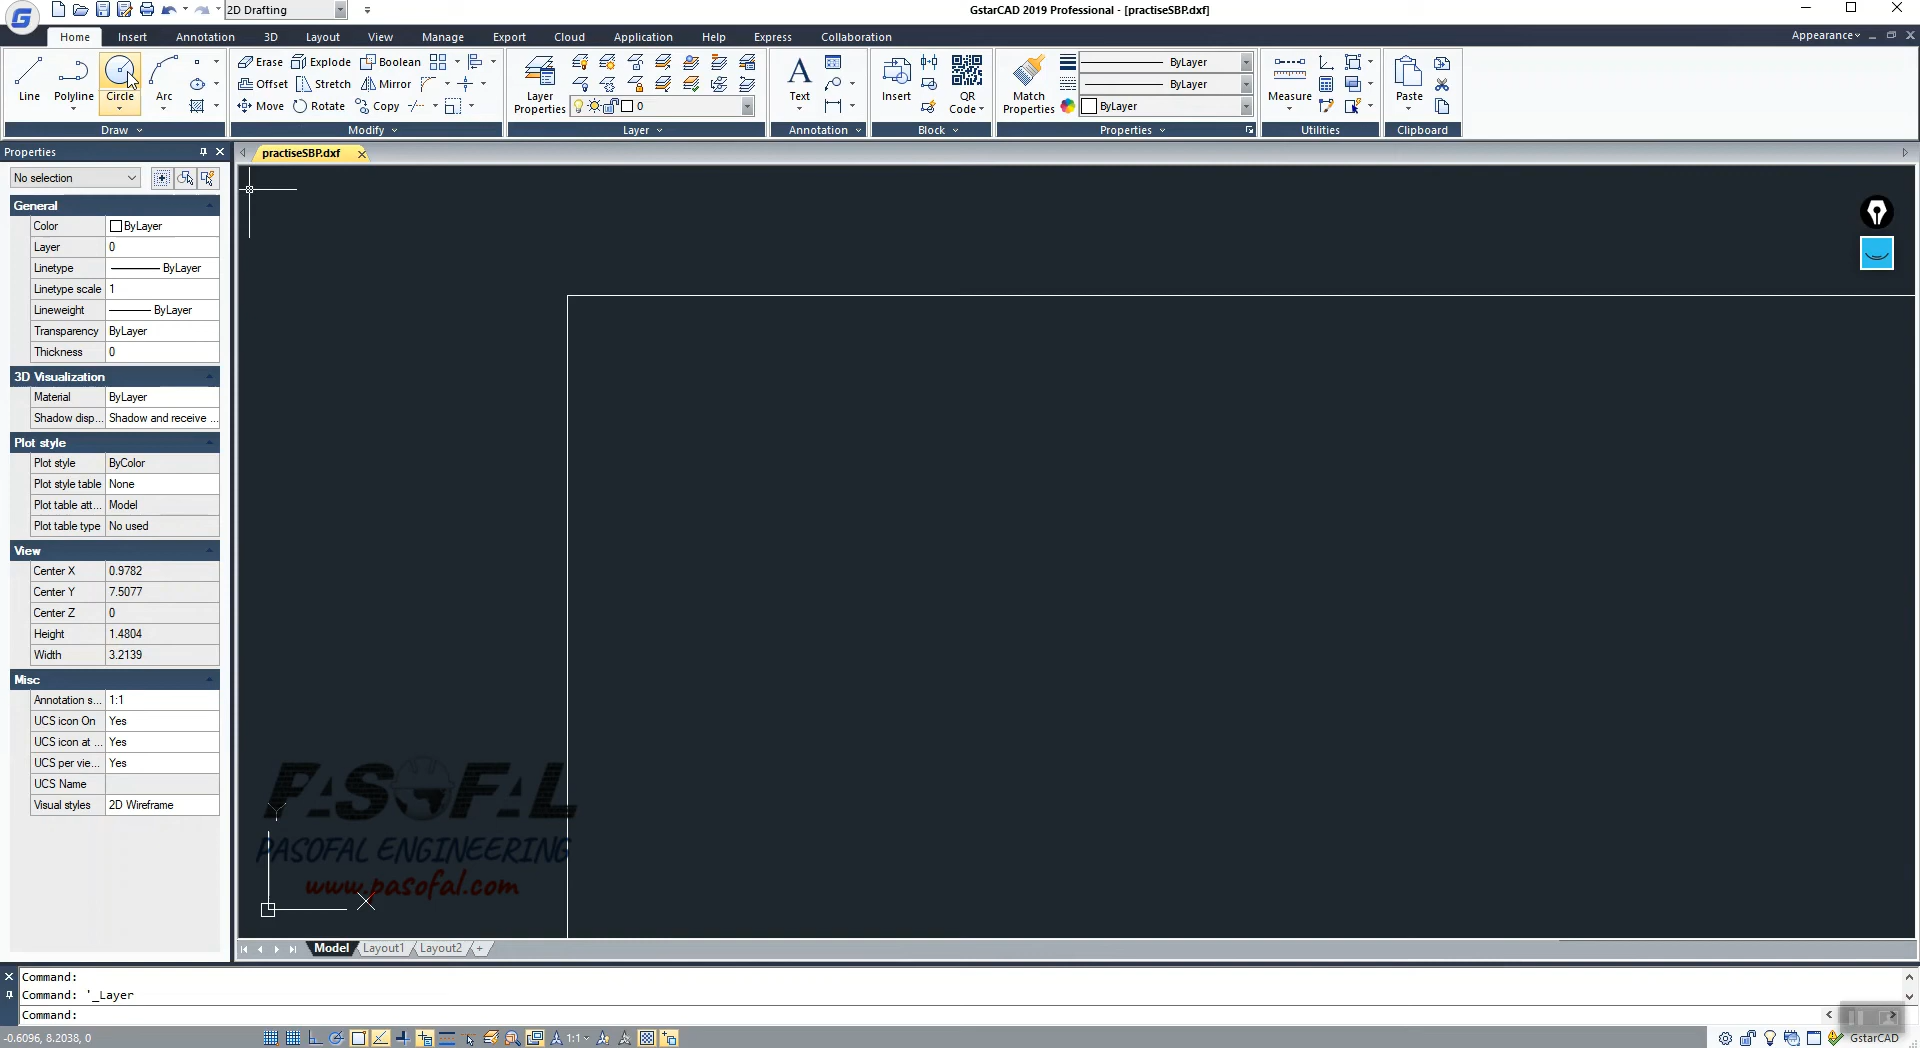 2D Drafting
GstarCAD 2019 Professional - [practiseSBP.dxf]
Home Insert Annotation 3D Layout View Manage Export Cloud Application Help Express Collaboration Appearance
Line Polyline Circle Arc
Draw
Erase Explode Boolean
Offset Stretch Mirror
Move Rotate Copy
Modify
Layer Properties
0
Layer
Text
Annotation
Insert QR Code
Block
Match Properties
ByLayer
ByLayer
ByLayer
Properties
Measure
Utilities
Paste
Clipboard
Properties
practiseSBP.dxf
No selection
General
Color ByLayer
Layer 0
Linetype ByLayer
Linetype scale 1
Lineweight ByLayer
Transparency ByLayer
Thickness 0
3D Visualization
Material ByLayer
Shadow disp... Shadow and receive ...
Plot style
Plot style ByColor
Plot style table None
Plot table att... Model
Plot table type No used
View
Center X 0.9782
Center Y 7.5077
Center Z 0
Height 1.4804
Width 3.2139
Misc
Annotation s... 1:1
UCS icon On Yes
UCS icon at ... Yes
UCS per vie... Yes
UCS Name
Visual styles 2D Wireframe
PASOFAL
PASOFAL ENGINEERING
www.pasofal.com
Y
X
Model Layout1 Layout2 +
Command:
Command: '_Layer
Command:
-0.6096, 8.2038, 0
1:1
GstarCAD